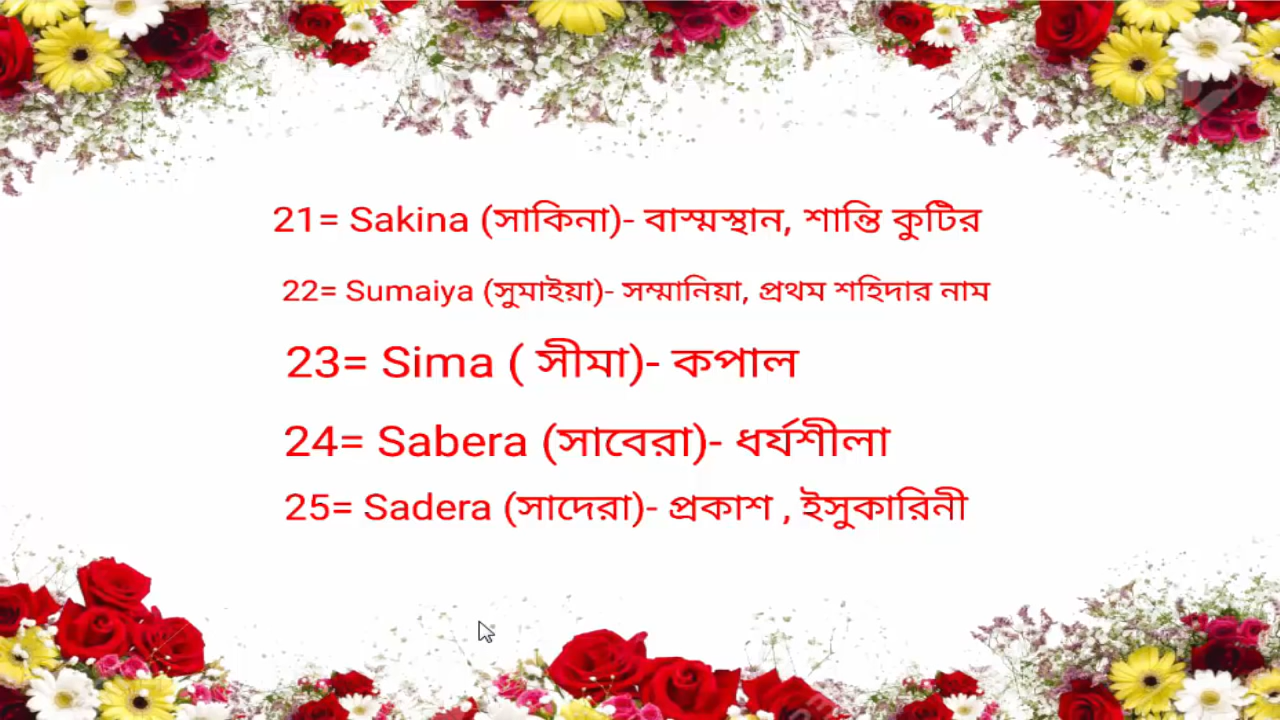 21= Sakina (সাকিনা)- বাস্মস্থান, শান্তি কুটির
22= Sumaiya (সুমাইয়া)- সম্মানিয়া, প্রথম শহিদার নাম
23= Sima ( সীমা)- কপাল
24= Sabera (সাবেরা)- ধর্যশীলা
25= Sadera (সাদেরা)- প্রকাশ , ইসুকারিনী